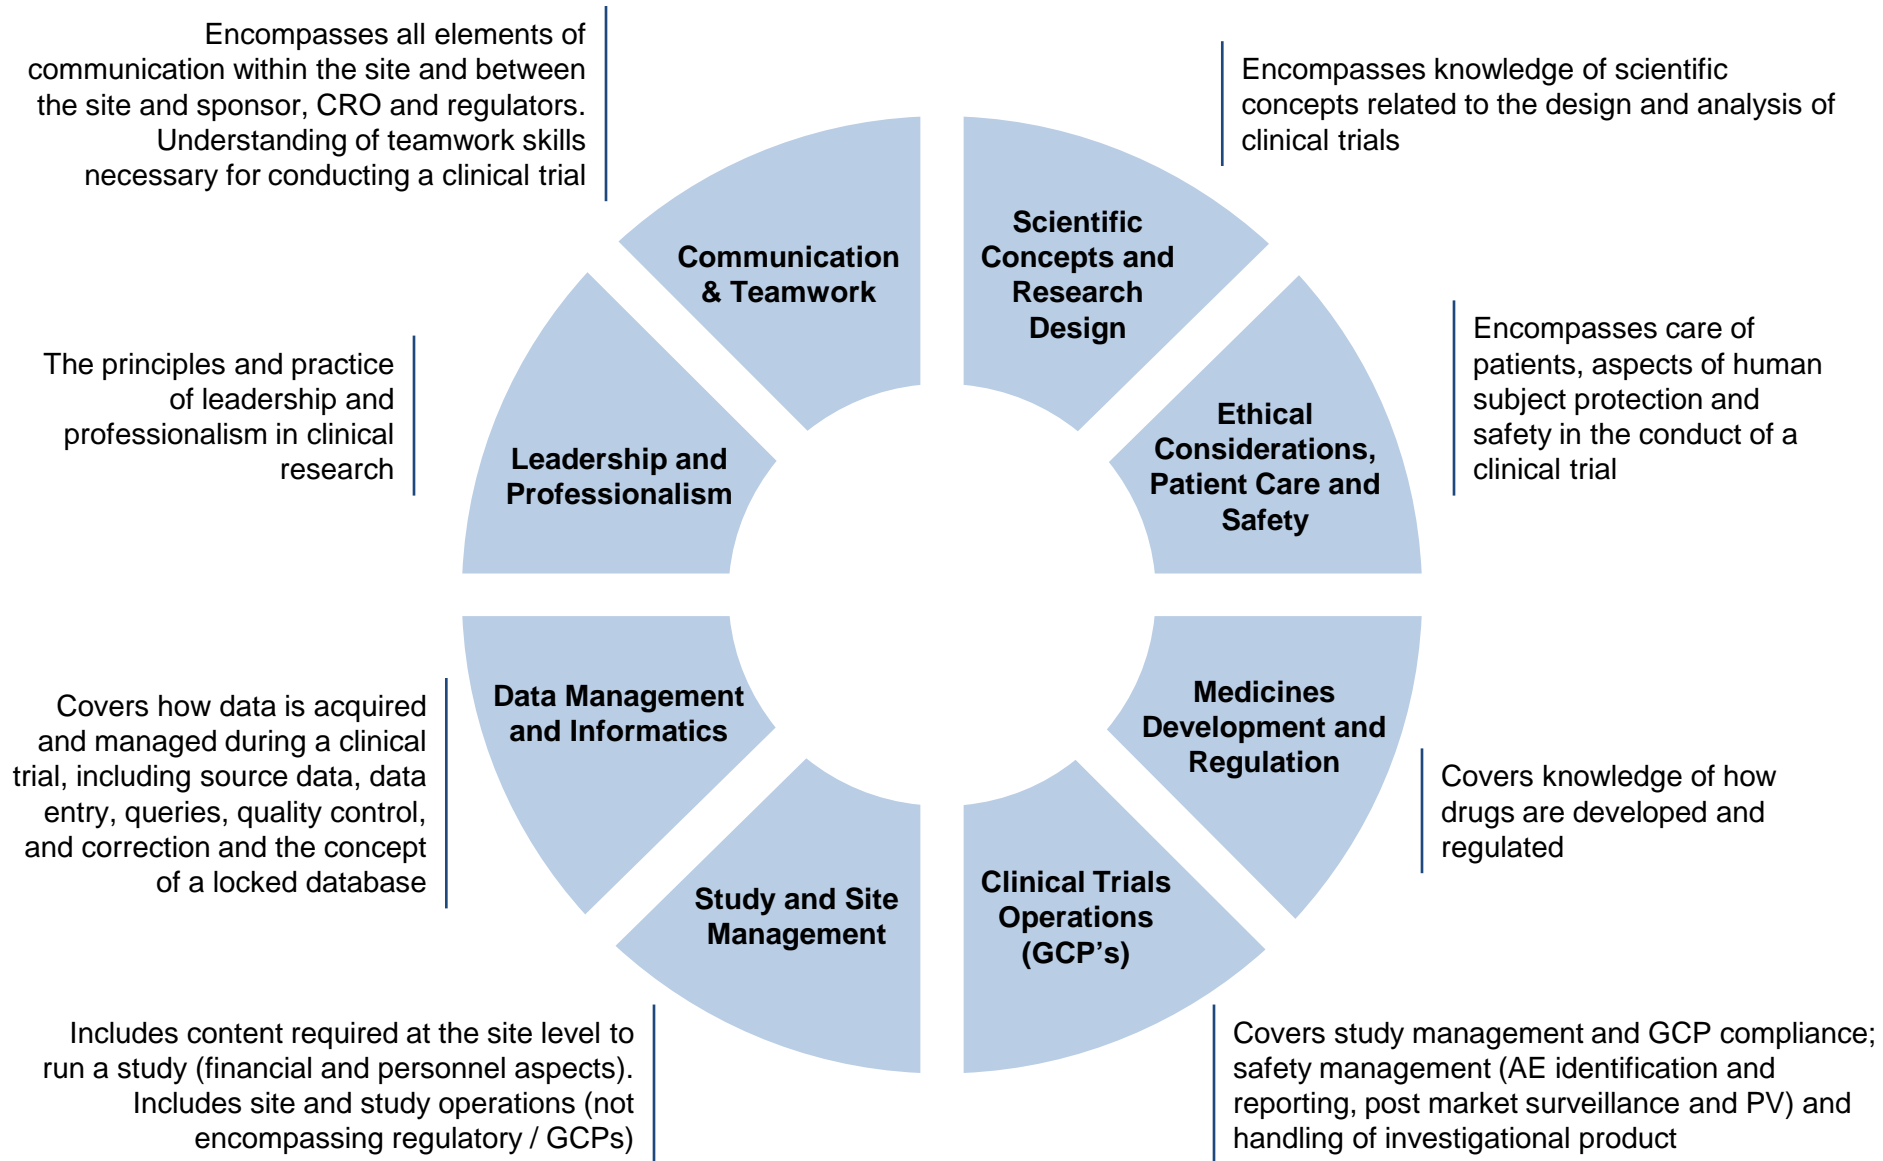 Encompasses all elements of
communication within the site and between
the site and sponsor, CRO and regulators.
Understanding of teamwork skills
necessary for conducting a clinical trial
Encompasses knowledge of scientific
concepts related to the design and analysis of
clinical trials
Communication
& Teamwork
Scientific
Concepts and
Research
Design
The principles and practice
of leadership and
professionalism in clinical
research
Leadership and
Professionalism
Ethical
Considerations,
Patient Care and
Safety
Encompasses care of
patients, aspects of human
subject protection and
safety in the conduct of a
clinical trial
Covers how data is acquired
and managed during a clinical
trial, including source data, data
entry, queries, quality control,
and correction and the concept
of a locked database
Data Management
and Informatics
Medicines
Development and
Regulation
Covers knowledge of how
drugs are developed and
regulated
Study and Site
Management
Clinical Trials
Operations
(GCP’s)
Includes content required at the site level to
run a study (financial and personnel aspects).
Includes site and study operations (not
encompassing regulatory / GCPs)
Covers study management and GCP compliance;
safety management (AE identification and
reporting, post market surveillance and PV) and
handling of investigational product